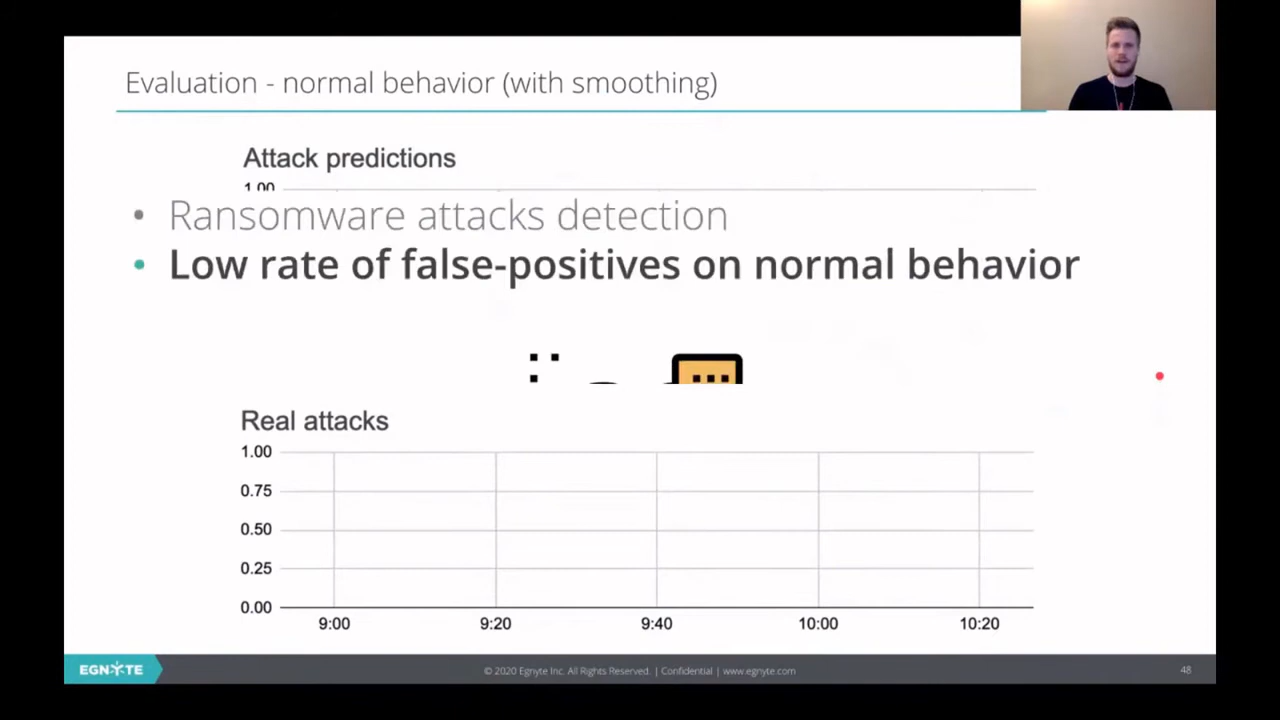 Evaluation - normal behavior (with smoothing)
Attack predictions
1.00
• Ransomware attacks detection
• Low rate of false-positives on normal behavior
Real attacks
1.00
0.75
0.50
0.25
0.00
9:00 9:20 9:40 10:00 10:20
EGNYTE © 2020 Egnyte Inc. All Rights Reserved. | Confidential | www.egnyte.com 48